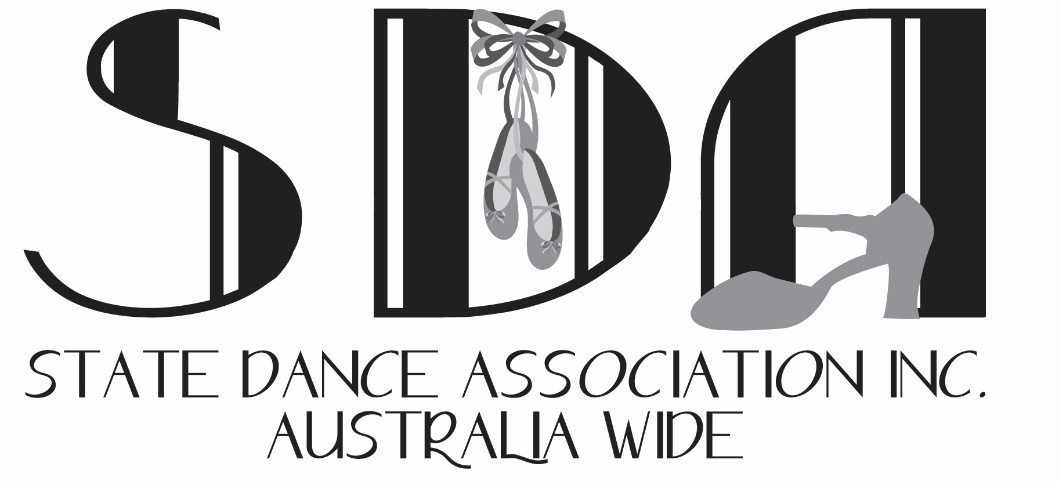 SDA
STATE DANCE ASSOCIATION INC.
AUSTRALIA WIDE